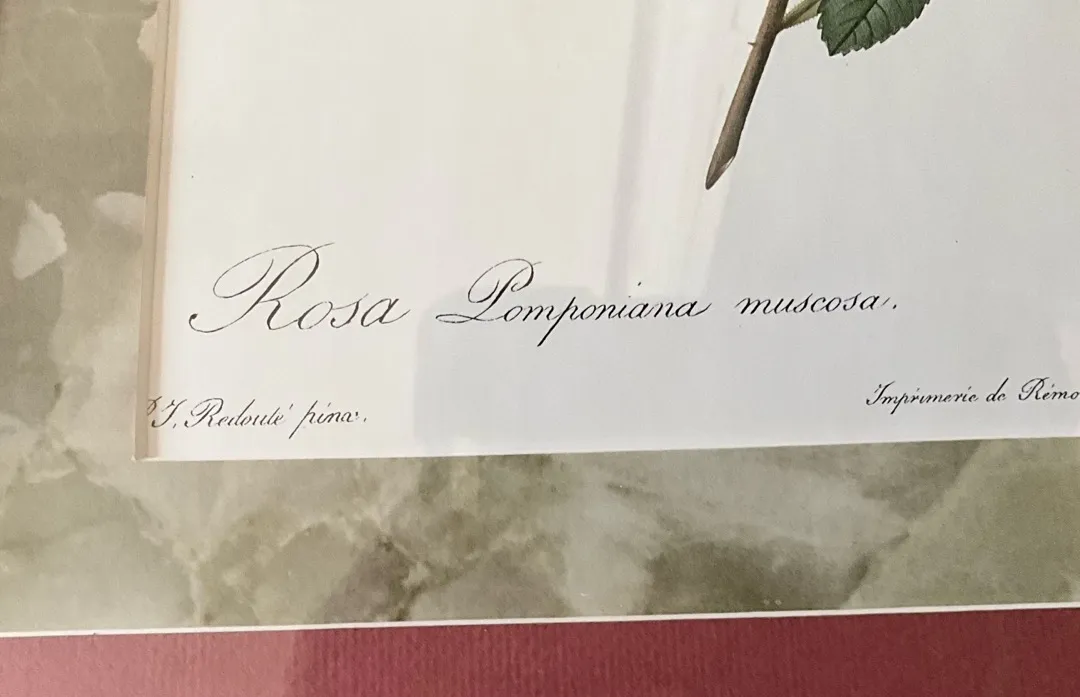 Rosa Pomponiana muscosa.
P. J. Redouté pinx.
Imprimerie de Rémo